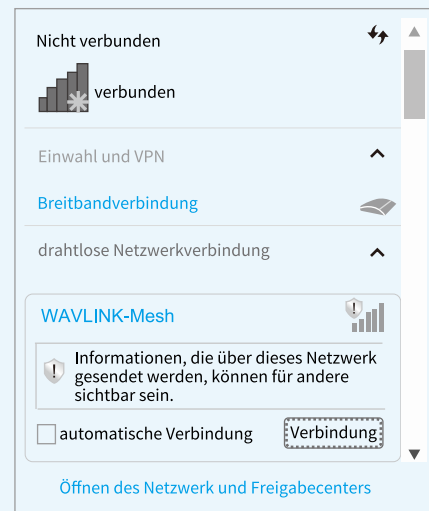 Nicht verbunden
verbunden
Einwahl und VPN
Breitbandverbindung
drahtlose Netzwerkverbindung
WAVLINK-Mesh
Informationen, die über dieses Netzwerk
gesendet werden, können für andere
sichtbar sein.
automatische Verbindung
Verbindung
Öffnen des Netzwerk und Freigabecenters